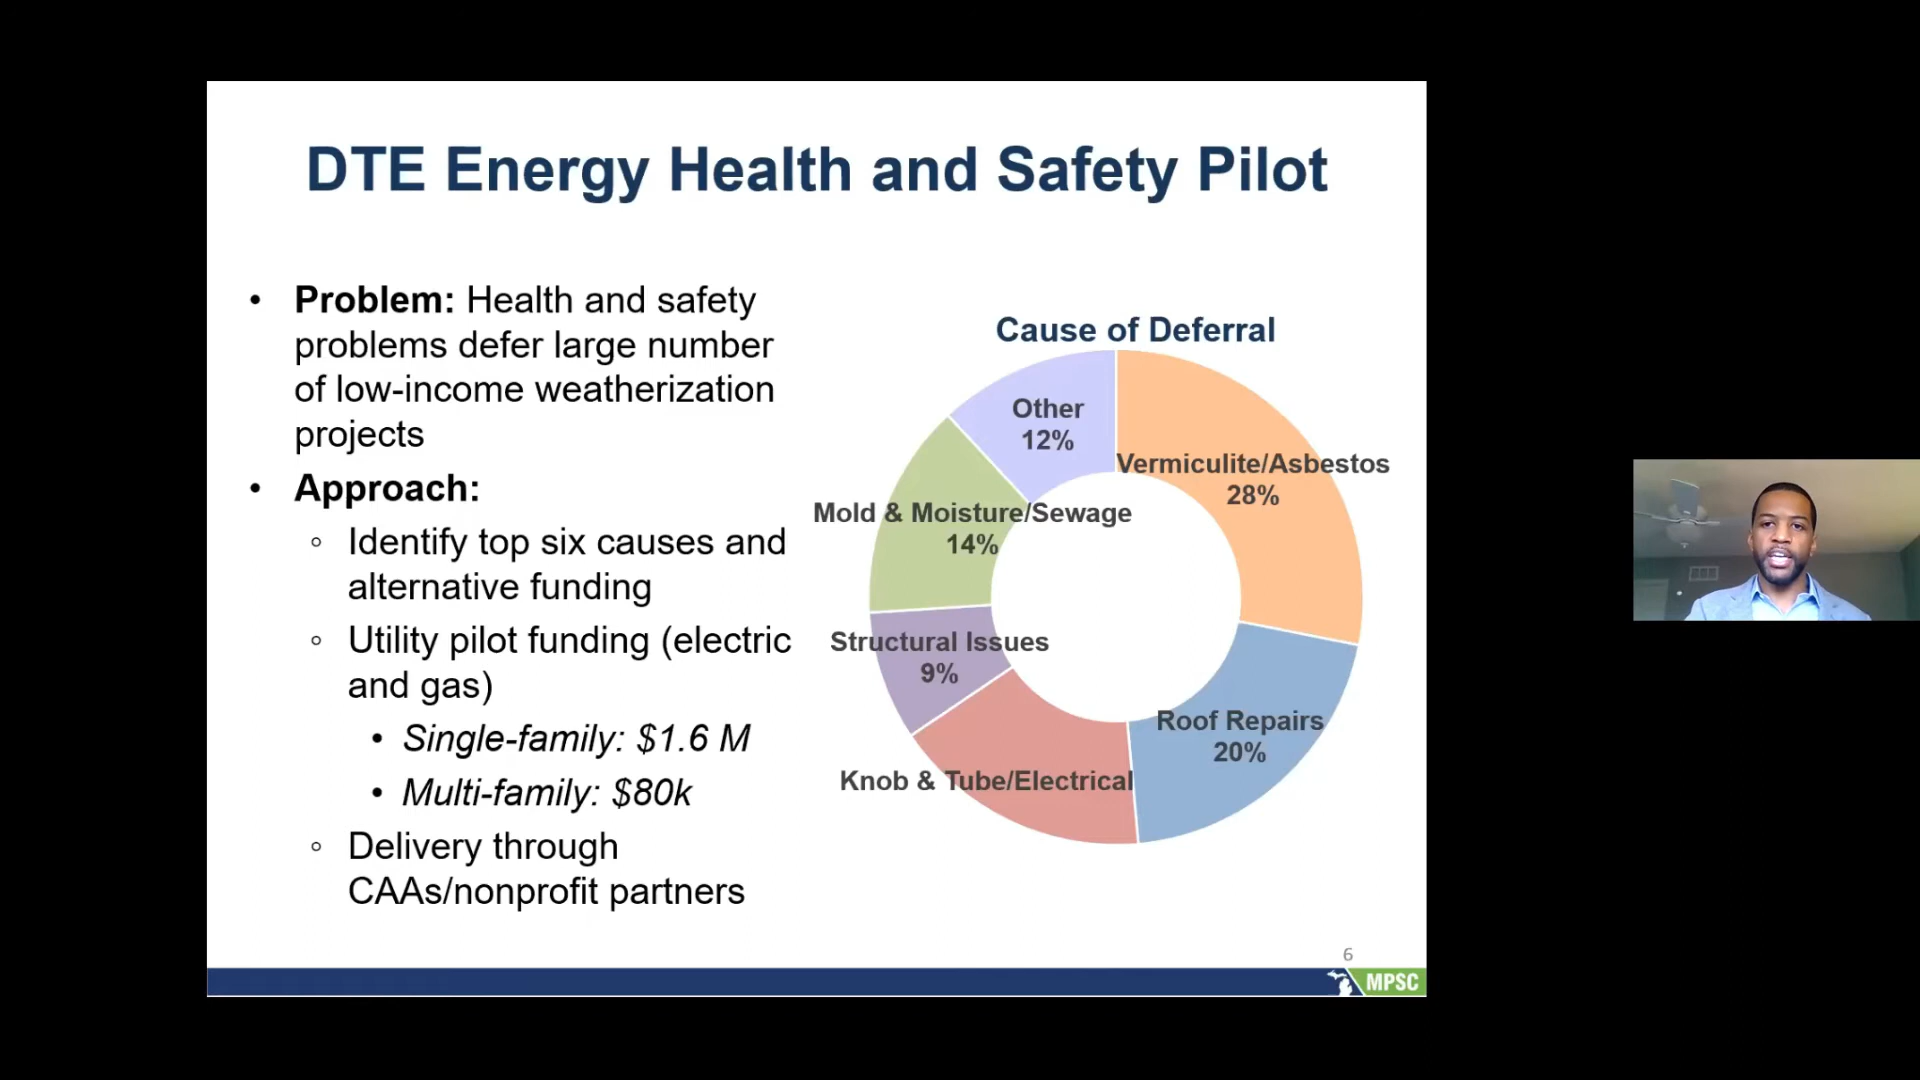 DTE Energy Health and Safety Pilot
• Problem: Health and safety
problems defer large number
of low-income weatherization
projects
• Approach:
◦ Identify top six causes and
alternative funding
◦ Utility pilot funding (electric
and gas)
• Single-family: $1.6 M
• Multi-family: $80k
◦ Delivery through
CAAs/nonprofit partners
Cause of Deferral
Other
12%
Vermiculite/Asbestos
28%
Mold & Moisture/Sewage
14%
Structural Issues
9%
Roof Repairs
20%
Knob & Tube/Electrical
6
MPSC